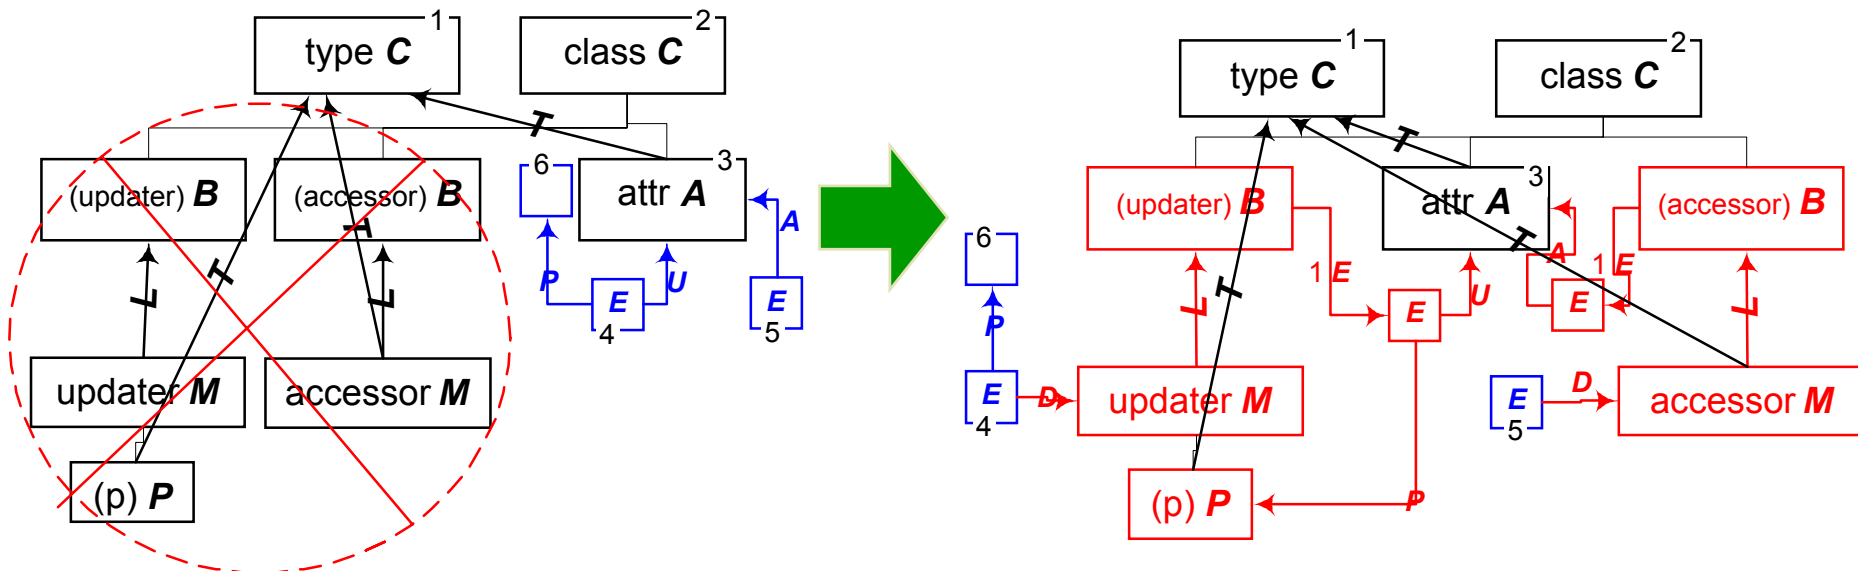 1
type C
2
class C
T
(updater) B
(accessor) B
6
3
attr A
T
T
A
P
U
L
L
E
4
E
5
updater M
accessor M
(p) P
1
type C
2
class C
T
(updater) B
3
attr A
(accessor) B
6
T
A
1 E
1 E
P
L
T
E
U
E
L
E
4
D
updater M
E
5
D
accessor M
(p) P
P